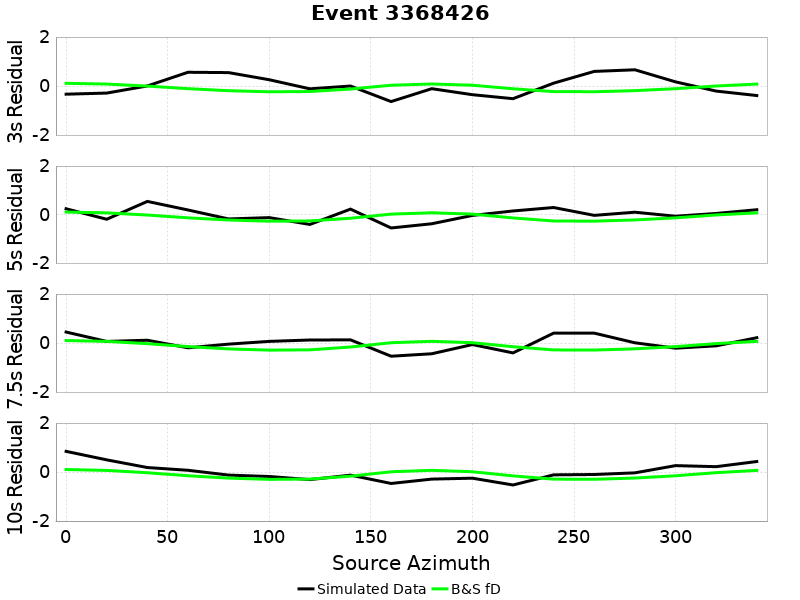 Event 3368426
3s Residual
2
0
-2
5s Residual
2
0
-2
7.5s Residual
2
0
-2
10s Residual
2
0
-2
0 50 100 150 200 250 300
Source Azimuth
Simulated Data B&S fD